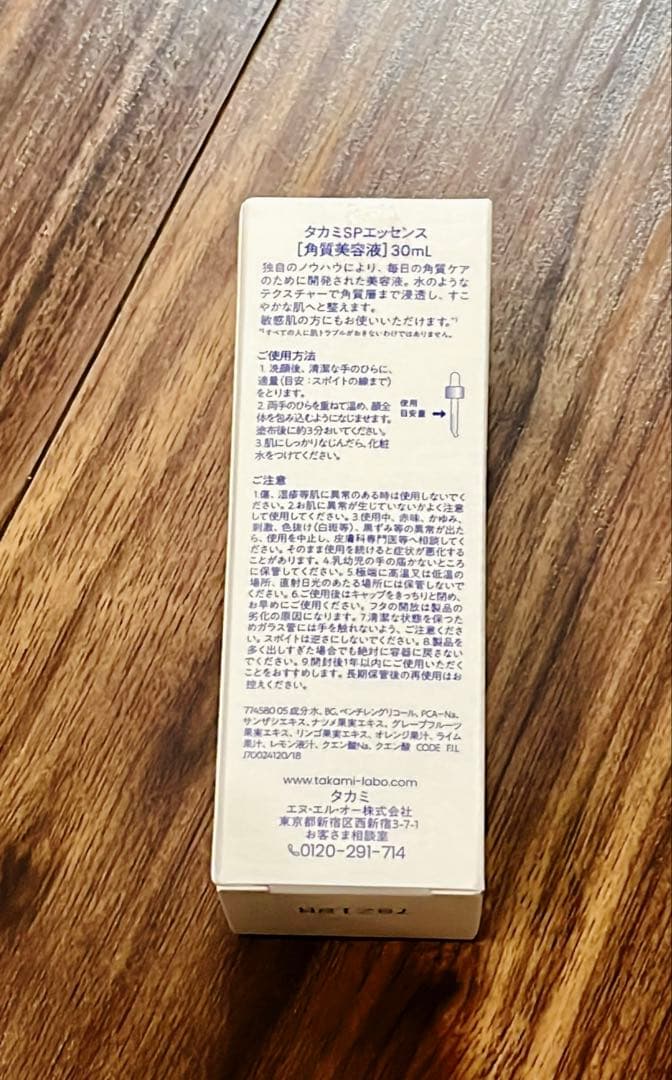 タカミSPエッセンス
[角質美容液]30mL
独自のノウハウにより、毎日の角質ケア
のために開発された美容液。水のような
テクスチャーで角質層まで浸透し、すこ
やかな肌へと整えます。
敏感肌の方にもお使いいただけます。*¹
*¹すべての人に肌トラブルがおきないわけではありません。
ご使用方法
1. 洗顔後、清潔な手のひらに、
適量(目安:スポイトの線まで)
をとります。
2. 両手のひらを重ねて温め、顔全
体を包み込むようになじませます。
塗布後に約3分おいてください。
3. 肌にしっかりなじんだら、化粧
水をつけてください。
使用
目安量
ご注意
1.傷、湿疹等肌に異常のある時は使用しないでく
ださい。2.お肌に異常が生じていないかよく注意
して使用してください。3.使用中、赤味、かゆみ、
刺激、色抜け(白斑等)、黒ずみ等の異常が出た
ら、使用を中止し、皮膚科専門医等へ相談してく
ださい。そのまま使用を続けると症状が悪化する
ことがあります。4.乳幼児の手の届かないところ
に保管してください。5.極端に高温又は低温の
場所、直射日光のあたる場所には保管しないで
ください。6.ご使用後はキャップをきっちりと閉め、
お早めにご使用ください。フタの開放は製品の
劣化の原因になります。7.清潔な状態を保つた
めガラス管には手を触れないよう、ご注意くださ
い。スポイトは逆さにしないでください。8.製品を
多く出しすぎた場合でも絶対に容器に戻さない
でください。9.開封後1年以内にご使用いただく
ことをおすすめします。長期保管後の再使用はお
控えください。
774580 05 成分水、BG、ペンチレングリコール、PCA-Na、
サンザシエキス、ナツメ果実エキス、グレープフルーツ
果実エキス、リンゴ果実エキス、オレンジ果汁、ライム
果汁、レモン液汁、クエン酸Na、クエン酸 CODE F.I.L
J70024120/18
www.takami-labo.com
タカミ
エヌ・エル・オー株式会社
東京都新宿区西新宿3-7-1
お客さま相談室
0120-291-714